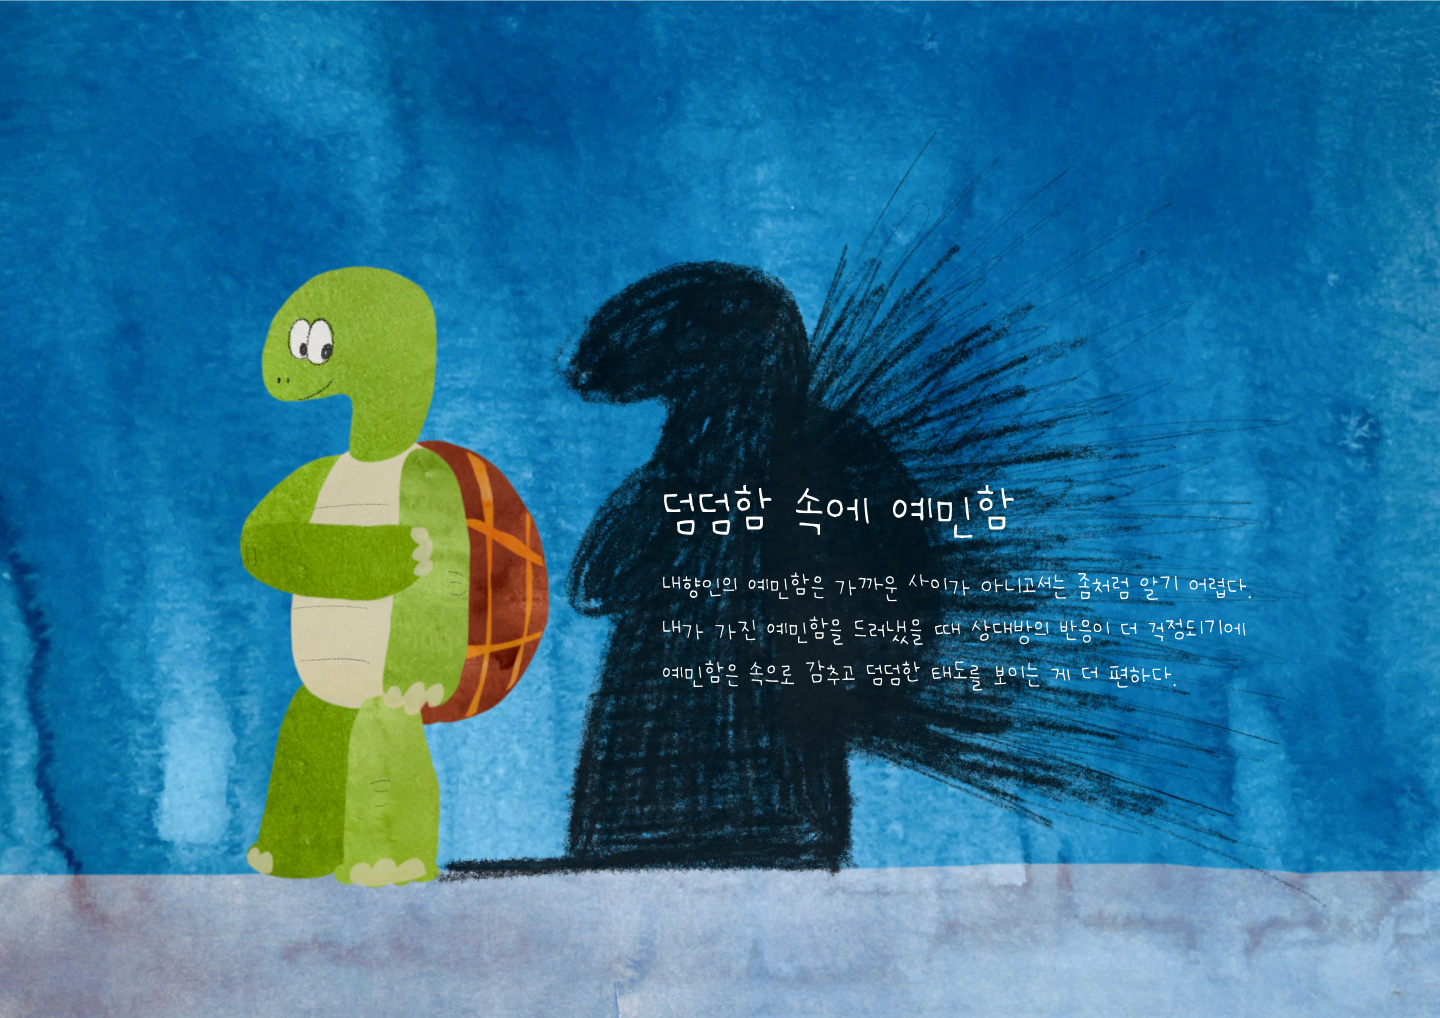 덤덤함 속에 예민함
내향인의 예민함은 가까운 사이가 아니고서는 좀처럼 알기 어렵다.
내가 가진 예민함을 드러냈을 때 상대방의 반응이 더 걱정되기에
예민함은 속으로 감추고 덤덤한 태도를 보이는 게 더 편하다.